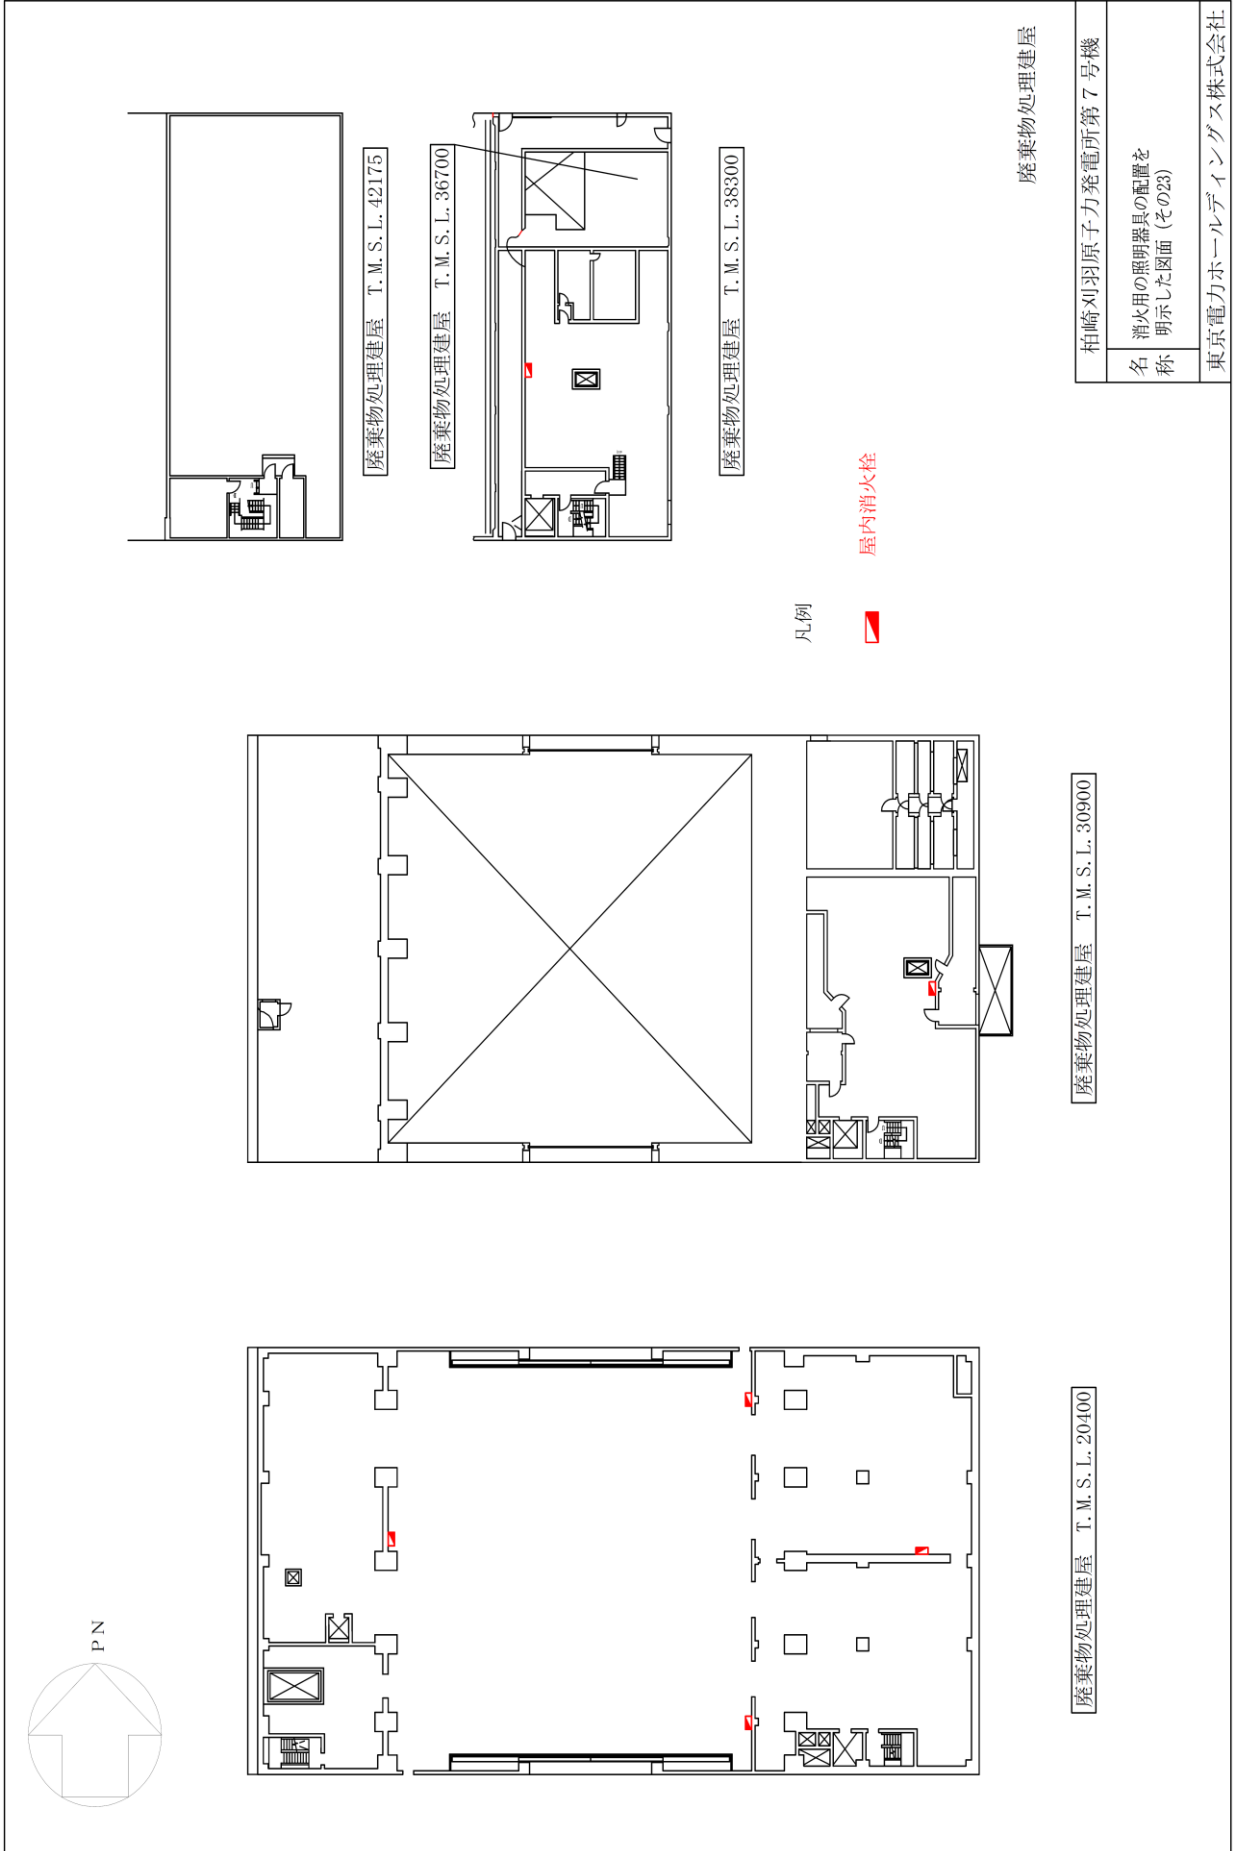 PN
廃棄物処理建屋　T.M.S.L.20400
廃棄物処理建屋　T.M.S.L.30900
廃棄物処理建屋　T.M.S.L.42175
廃棄物処理建屋　T.M.S.L.36700
廃棄物処理建屋　T.M.S.L.38300
凡例
屋内消火栓
廃棄物処理建屋
柏崎刈羽原子力発電所第７号機
名称
消火用の照明器具の配置を
明示した図面（その23）
東京電力ホールディングス株式会社